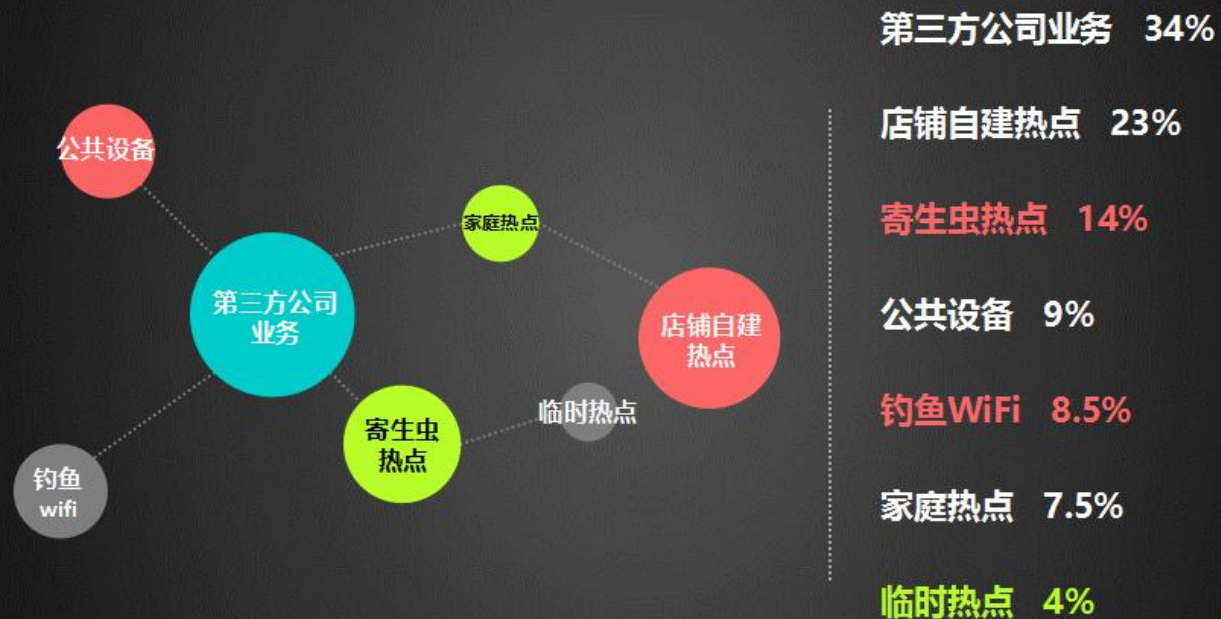 公共设备
家庭热点
第三方公司
业务
店铺自建
热点
临时热点
寄生虫
热点
钓鱼
wifi
第三方公司业务 34%
店铺自建热点 23%
寄生虫热点 14%
公共设备 9%
钓鱼WiFi 8.5%
家庭热点 7.5%
临时热点 4%